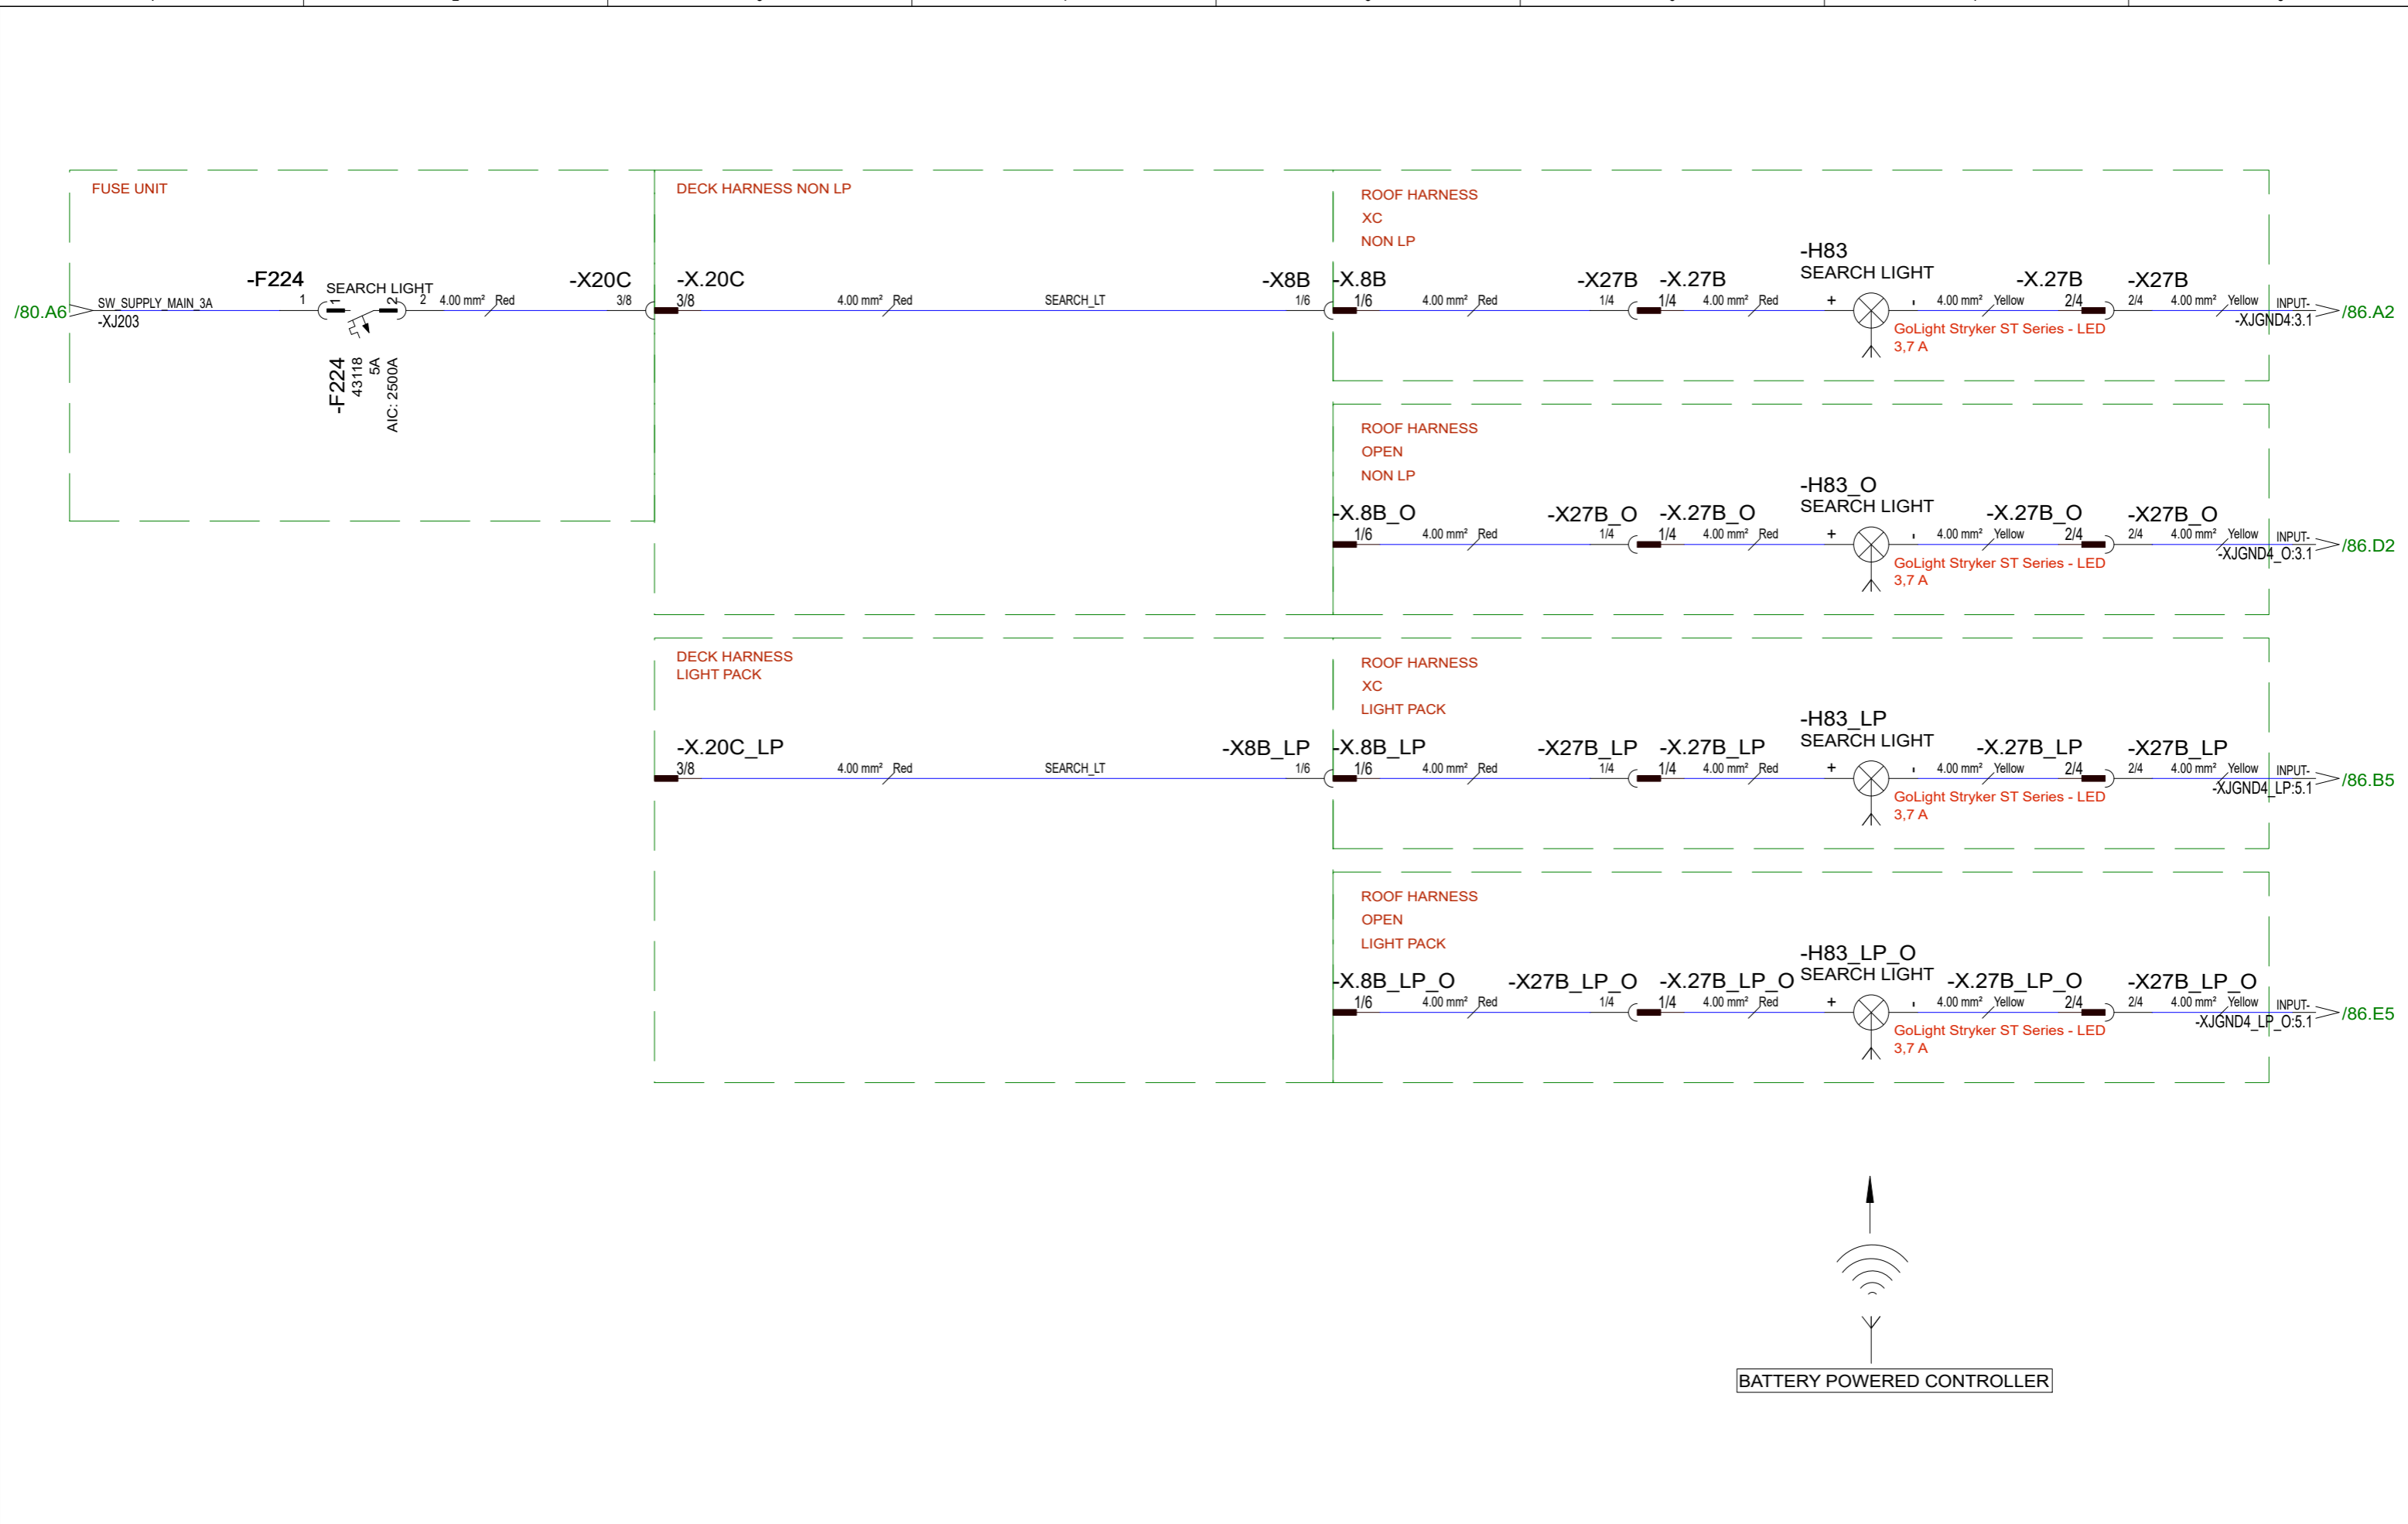 FUSE UNIT
/80.A6
SW_SUPPLY_MAIN_3A
-XJ203
-F224
1
SEARCH LIGHT
1
2
2
4.00 mm² Red
-F224
43118
5A
AIC: 2500A
-X20C
3/8
DECK HARNESS NON LP
-X.20C
3/8
4.00 mm² Red
SEARCH_LT
-X8B
1/6
ROOF HARNESS
XC
NON LP
-X.8B
1/6
4.00 mm² Red
-X27B
1/4
-X.27B
1/4
4.00 mm² Red
-H83
SEARCH LIGHT
+
-
GoLight Stryker ST Series - LED
3,7 A
4.00 mm² Yellow
-X.27B
2/4
-X27B
2/4
4.00 mm² Yellow
INPUT-
-XJGND4:3.1
/86.A2
ROOF HARNESS
OPEN
NON LP
-X.8B_O
1/6
4.00 mm² Red
-X27B_O
1/4
-X.27B_O
1/4
4.00 mm² Red
-H83_O
SEARCH LIGHT
+
-
GoLight Stryker ST Series - LED
3,7 A
4.00 mm² Yellow
-X.27B_O
2/4
-X27B_O
2/4
4.00 mm² Yellow
INPUT-
-XJGND4_O:3.1
/86.D2
DECK HARNESS
LIGHT PACK
-X.20C_LP
3/8
4.00 mm² Red
SEARCH_LT
-X8B_LP
1/6
ROOF HARNESS
XC
LIGHT PACK
-X.8B_LP
1/6
4.00 mm² Red
-X27B_LP
1/4
-X.27B_LP
1/4
4.00 mm² Red
-H83_LP
SEARCH LIGHT
+
-
GoLight Stryker ST Series - LED
3,7 A
4.00 mm² Yellow
-X.27B_LP
2/4
-X27B_LP
2/4
4.00 mm² Yellow
INPUT-
-XJGND4_LP:5.1
/86.B5
ROOF HARNESS
OPEN
LIGHT PACK
-X.8B_LP_O
1/6
4.00 mm² Red
-X27B_LP_O
1/4
-X.27B_LP_O
1/4
4.00 mm² Red
-H83_LP_O
SEARCH LIGHT
+
-
GoLight Stryker ST Series - LED
3,7 A
4.00 mm² Yellow
-X.27B_LP_O
2/4
-X27B_LP_O
2/4
4.00 mm² Yellow
INPUT-
-XJGND4_LP_O:5.1
/86.E5
BATTERY POWERED CONTROLLER